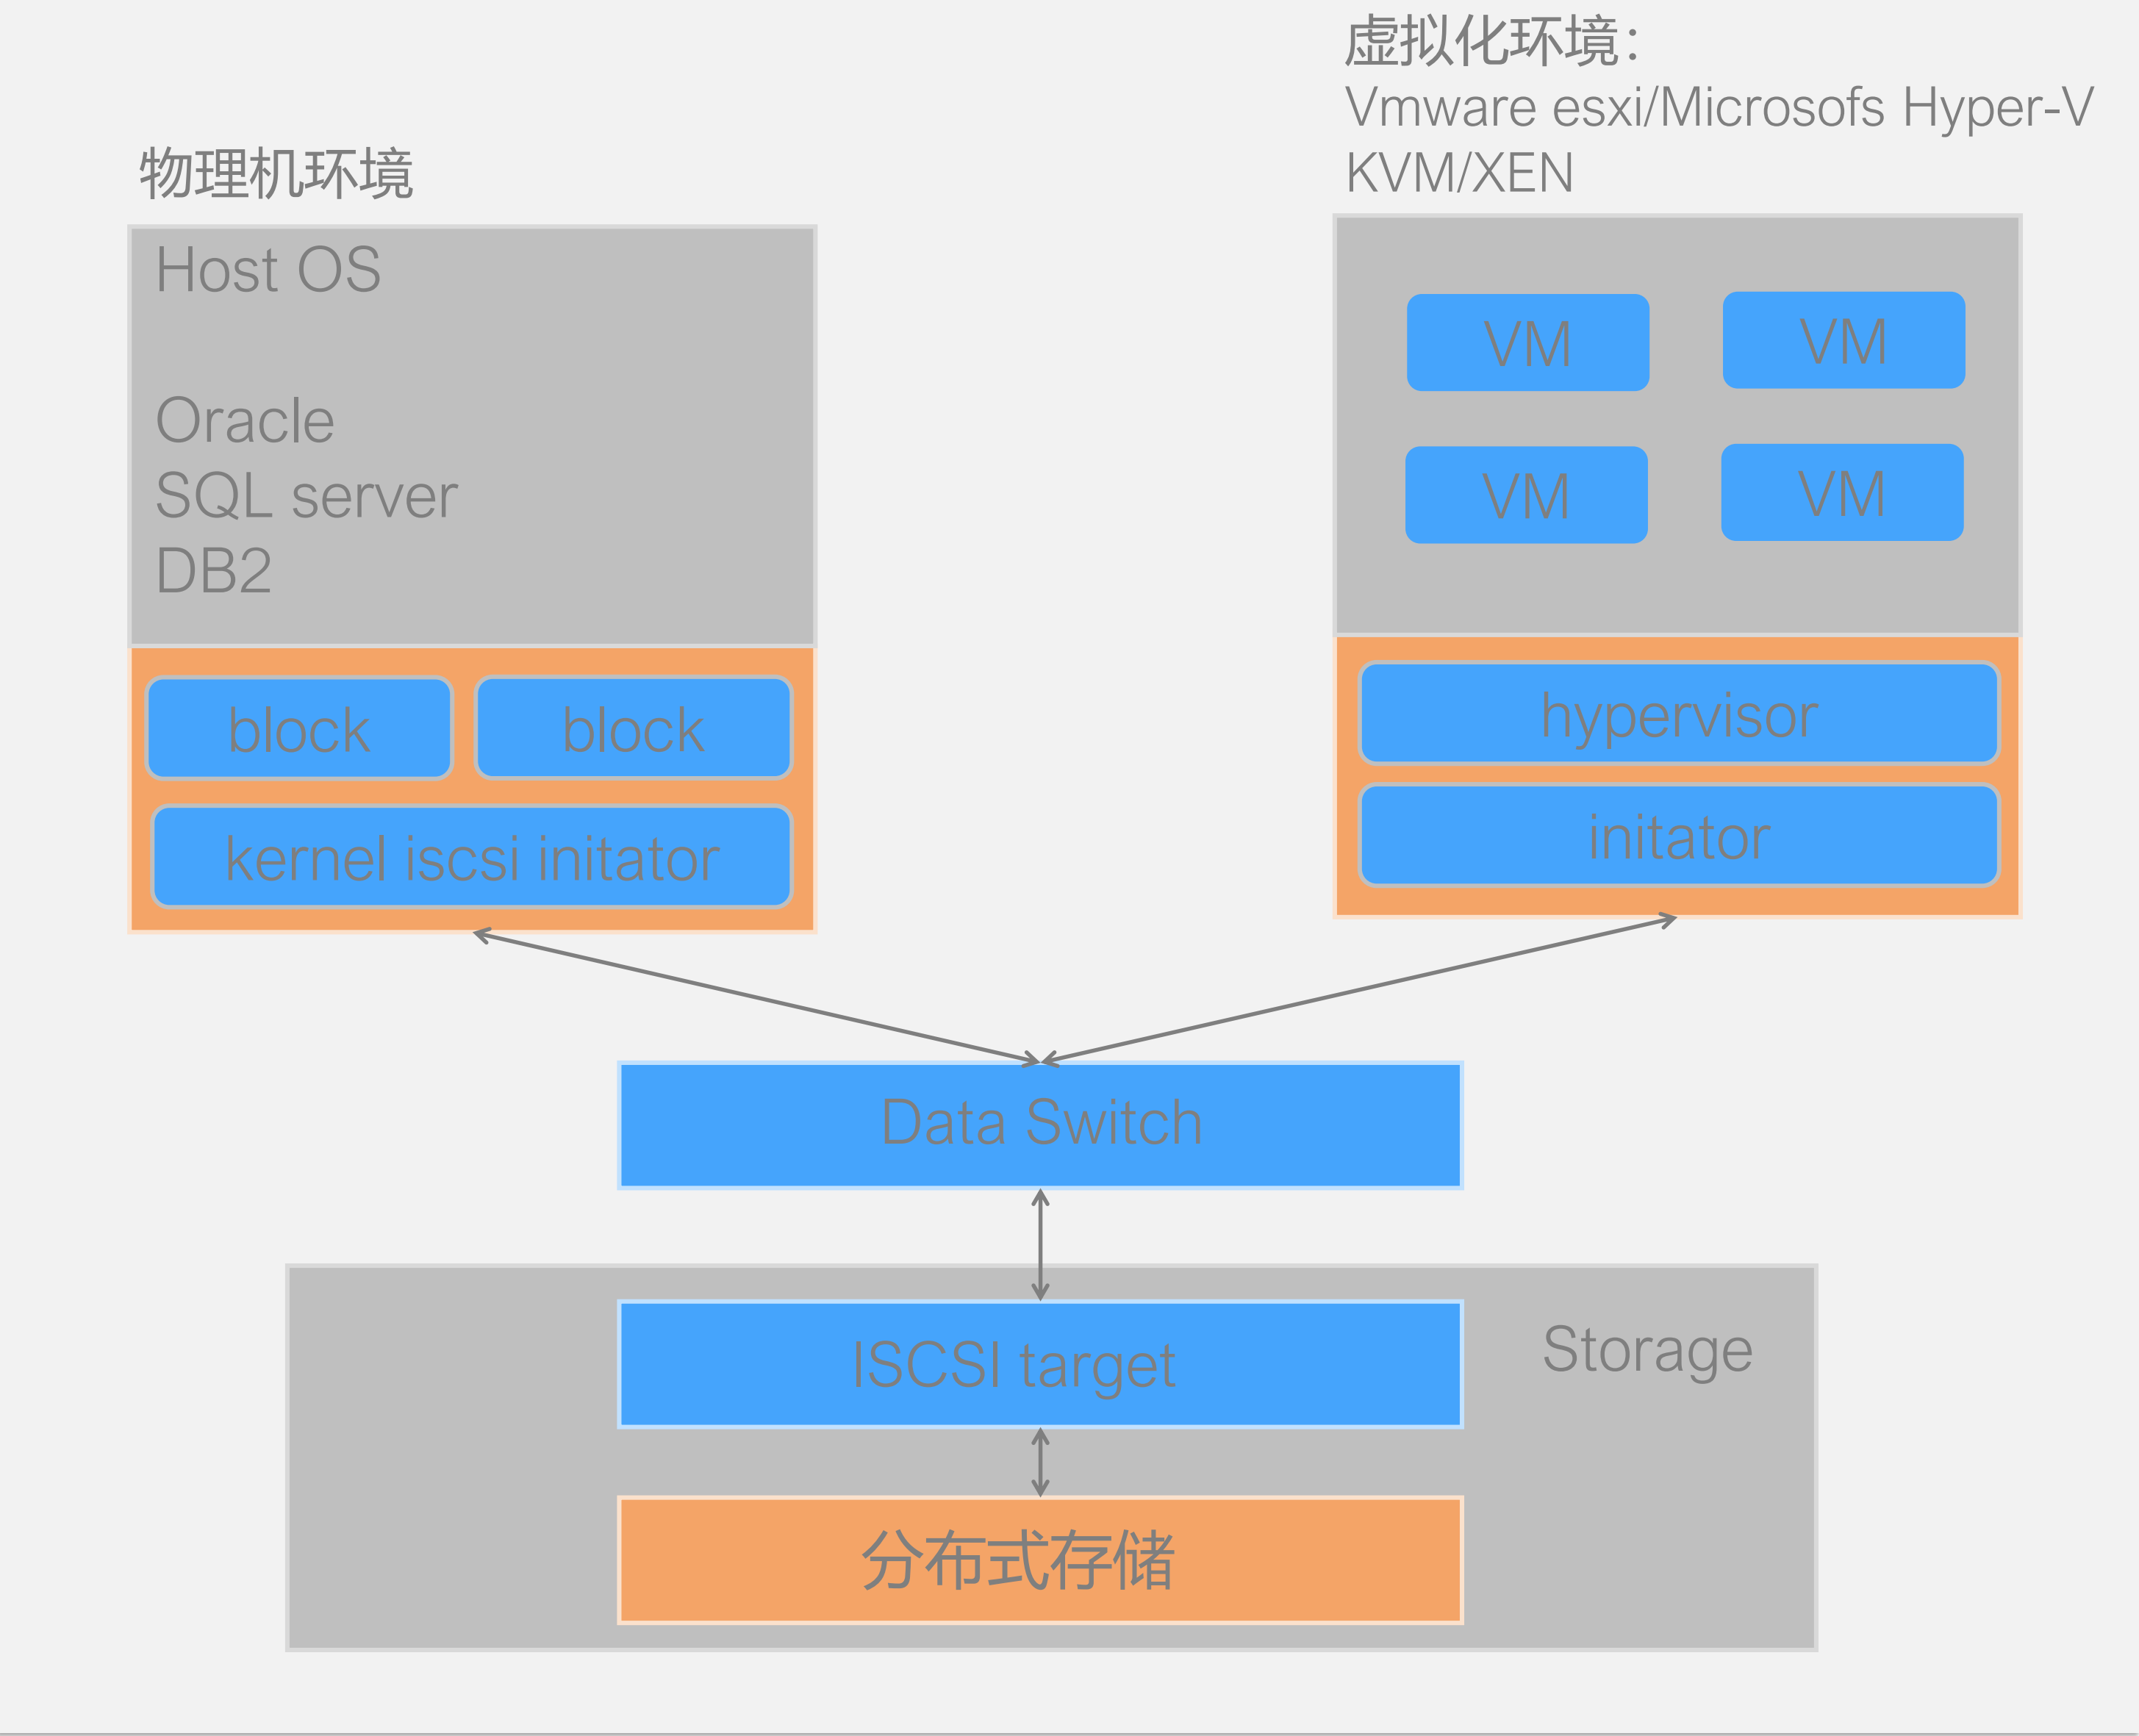 物理机环境
Host OS
Oracle
SQL server
DB2
block
block
kernel iscsi initator
虚拟化环境:
Vmware esxi/Microsoft Hyper-V
KVM/XEN
VM
VM
VM
VM
hypervisor
initator
Data Switch
ISCSI target
Storage
分布式存储